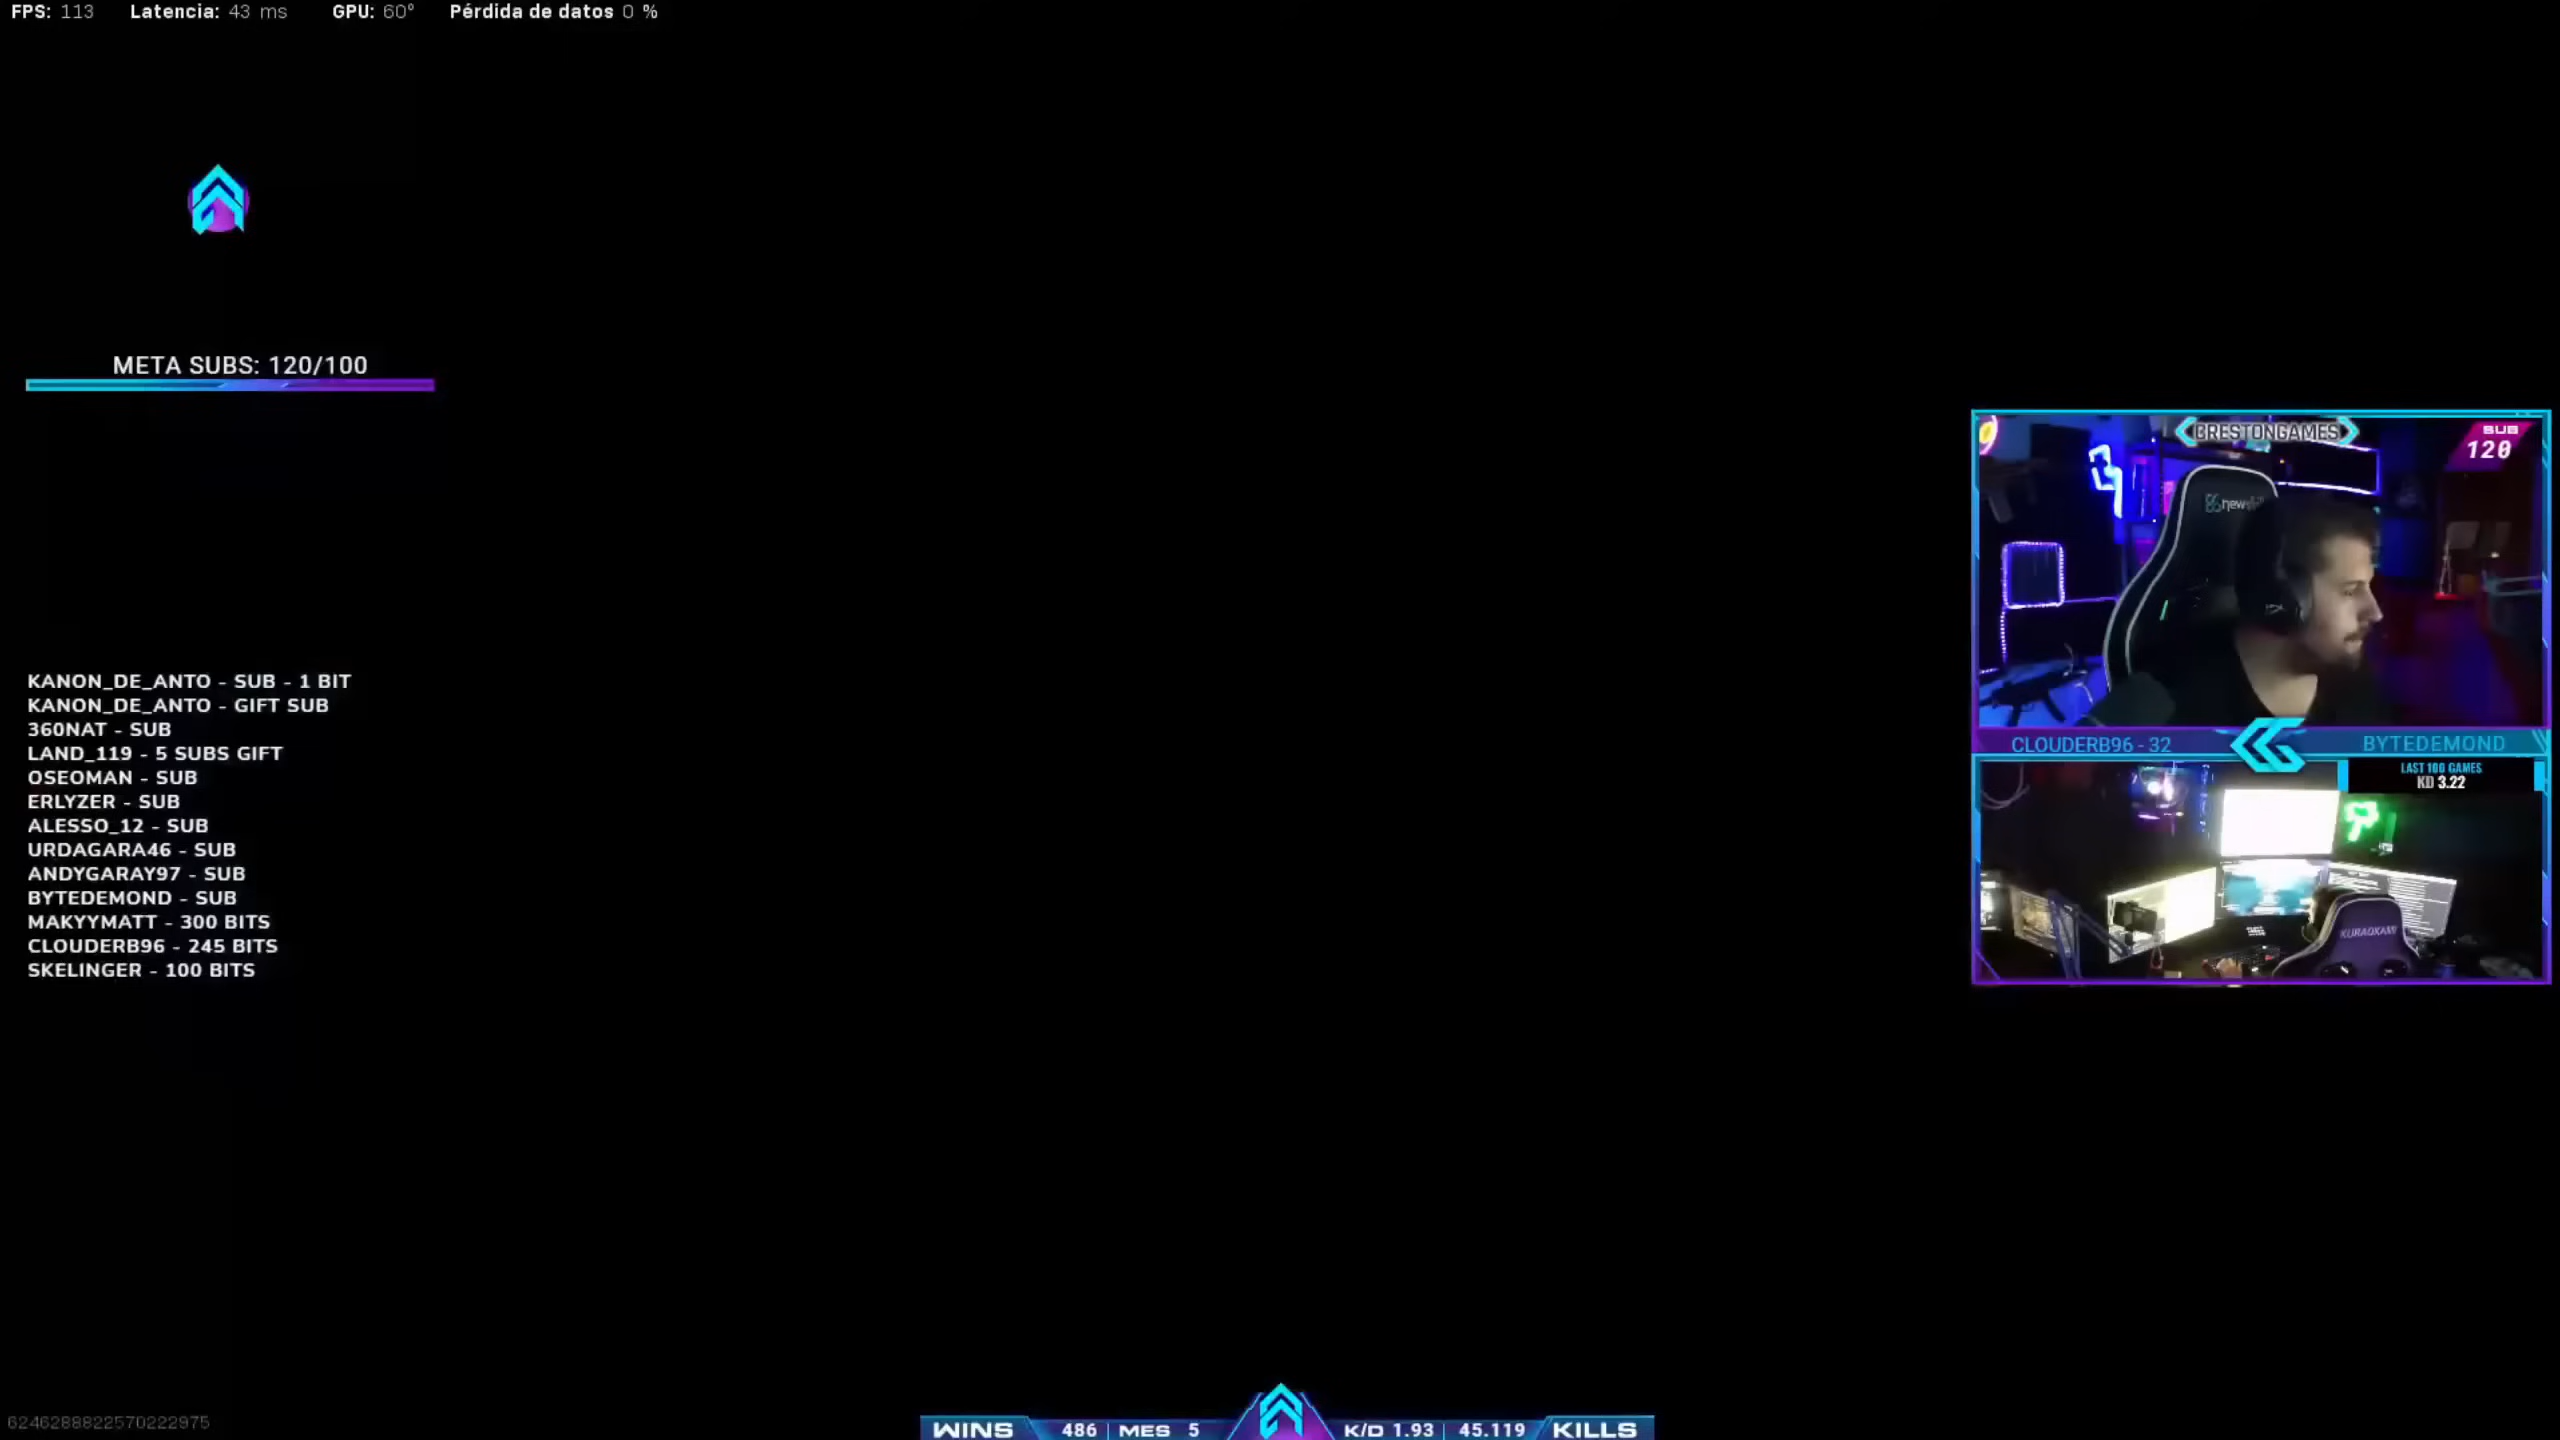 FPS: 113 Latencia: 43 ms GPU: 60° Pérdida de datos 0 %
META SUBS: 120/100
KANON_DE_ANTO - SUB - 1 BIT
KANON_DE_ANTO - GIFT SUB
360NAT - SUB
LAND_119 - 5 SUBS GIFT
OSEOMAN - SUB
ERLYZER - SUB
ALESSO_12 - SUB
URDAGARA46 - SUB
ANDYGARAY97 - SUB
BYTEDEMOND - SUB
MAKYYMATT - 300 BITS
CLOUDERB96 - 245 BITS
SKELINGER - 100 BITS
CRESTONGAMES
SUB
120
CLOUDERB96 - 32
BYTEDEMOND
LAST 100 GAMES
KD 3.22
KURAOKAMI
6246288822570222975
WINS 486 MES 5 K/D 1.93 45.119 KILLS